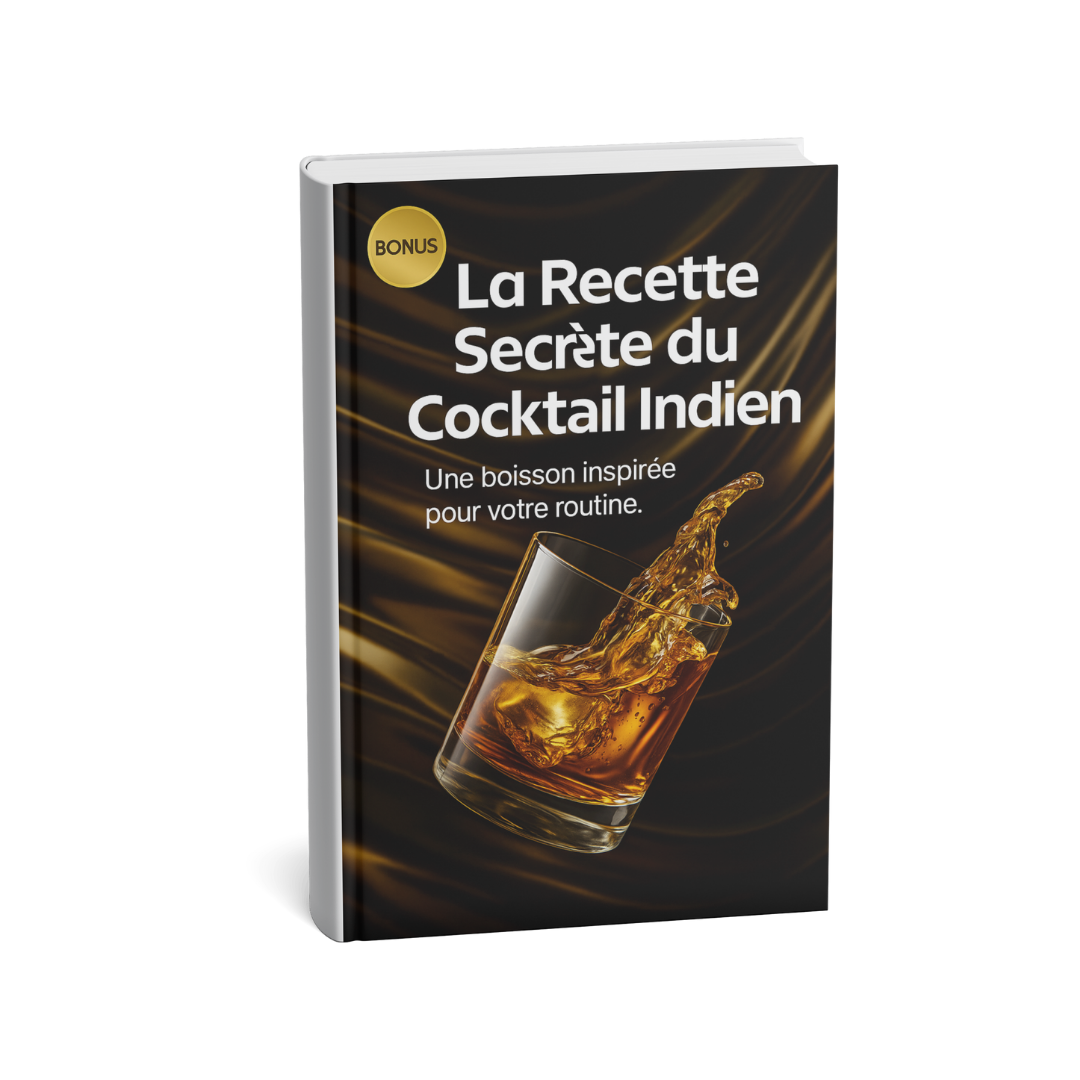 BONUS
La Recette
Secrète du
Cocktail Indien
Une boisson inspirée
pour votre routine.